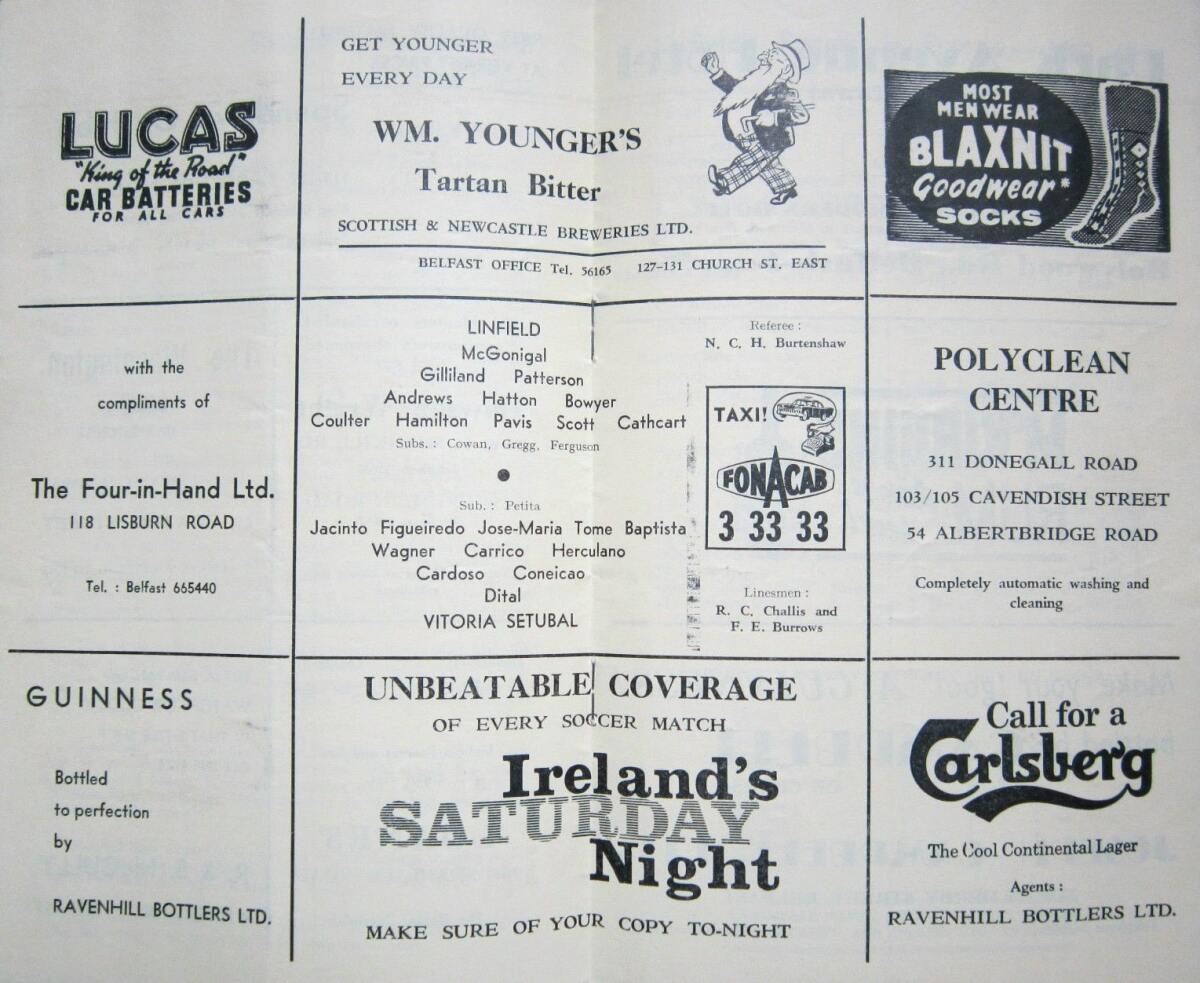 LUCAS
"King of the Road"
CAR BATTERIES
FOR ALL CARS
GET YOUNGER
EVERY DAY
WM. YOUNGER'S
Tartan Bitter
SCOTTISH & NEWCASTLE BREWERIES LTD.
BELFAST OFFICE Tel. 56165 127-131 CHURCH ST. EAST
MOST
MEN WEAR
BLAXNIT
Goodwear*
SOCKS
with the
compliments of
The Four-in-Hand Ltd.
118 LISBURN ROAD
Tel. : Belfast 665440
LINFIELD
McGonigal
Gilliland Patterson
Andrews Hatton Bowyer
Coulter Hamilton Pavis Scott Cathcart
Subs. : Cowan, Gregg, Ferguson
Sub. : Petita
Jacinto Figueiredo Jose-Maria Tome Baptista
Wagner Carrico Herculano
Cardoso Coneicao
Dital
VITORIA SETUBAL
Referee :
N. C. H. Burtenshaw
TAXI!
FONACAB
3 33 33
Linesmen :
R. C. Challis and
F. E. Burrows
POLYCLEAN
CENTRE
311 DONEGALL ROAD
103/105 CAVENDISH STREET
54 ALBERTBRIDGE ROAD
Completely automatic washing and
cleaning
GUINNESS
Bottled
to perfection
by
RAVENHILL BOTTLERS LTD.
UNBEATABLE COVERAGE
OF EVERY SOCCER MATCH
Ireland's
SATURDAY
Night
MAKE SURE OF YOUR COPY TO-NIGHT
Call for a
Carlsberg
The Cool Continental Lager
Agents :
RAVENHILL BOTTLERS LTD.